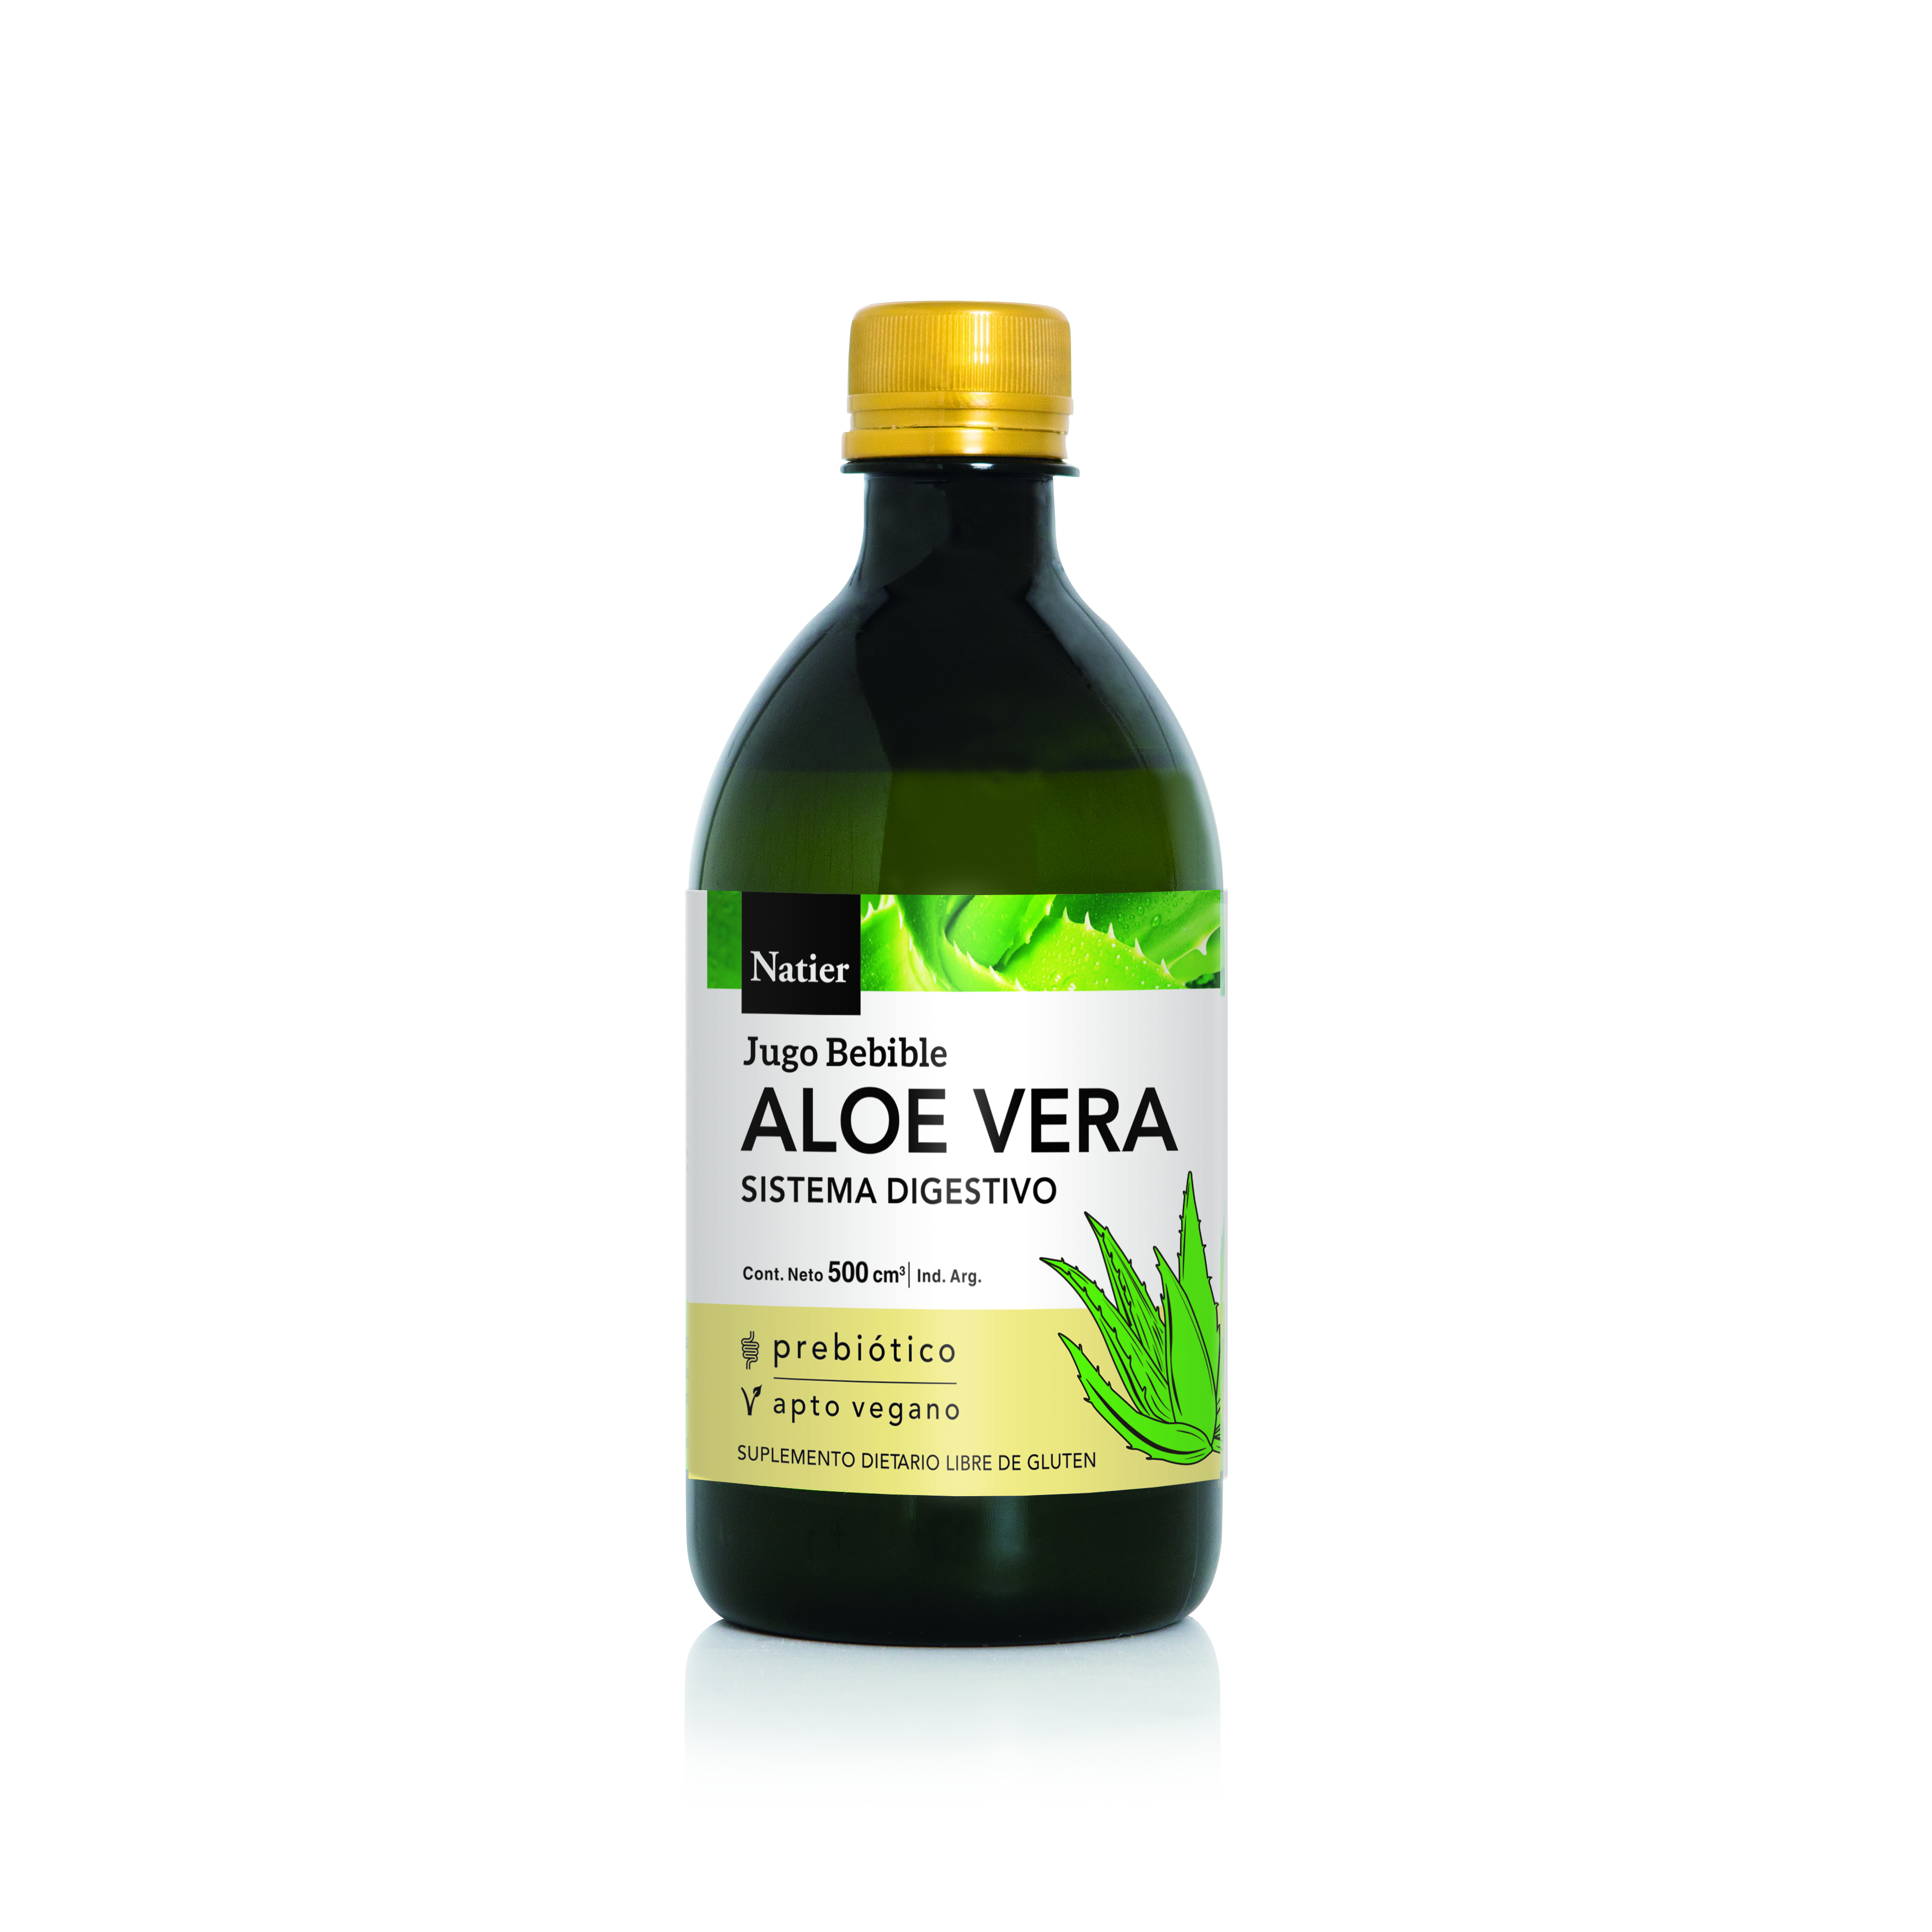 Natier
Jugo Bebible
ALOE VERA
SISTEMA DIGESTIVO
Cont. Neto 500 cm³| Ind. Arg.
prebiótico
apto vegano
SUPLEMENTO DIETARIO LIBRE DE GLUTEN